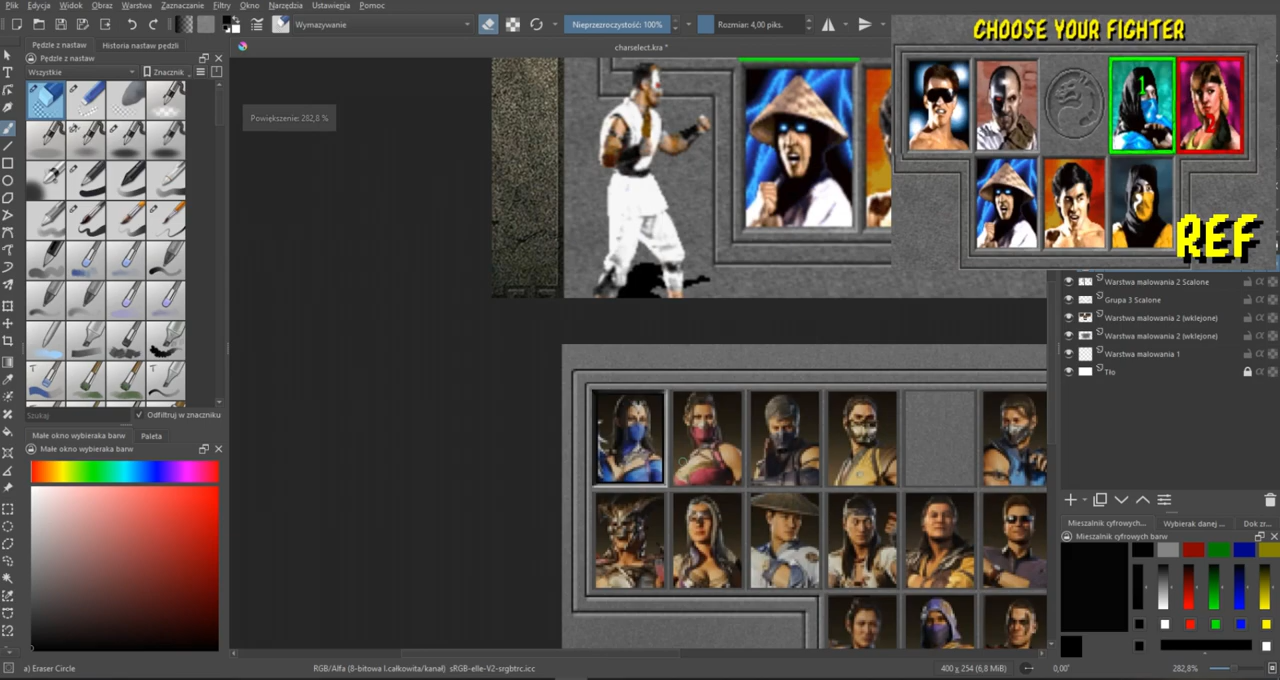 Plik Edycja Widok Obraz Warstwa Zaznaczanie Filtry Okno Narzędzia Ustawienia Pomoc
Wymazywanie
Nieprzezroczystość: 100%
Rozmiar: 4,00 piks.
Pędzle z nastaw
Historia nastaw pędzli
charselect.kra *
Pędzle z nastaw
Wszystkie
Znacznik
Powiększenie: 282,8 %
CHOOSE YOUR FIGHTER
1
2
REF
Warstwa malowania 2 Scalone
Grupa 3 Scalone
Warstwa malowania 2 (wklejone)
Warstwa malowania 2 (wklejone)
Warstwa malowania 1
Tło
Szukaj
Odfiltruj w znaczniku
Małe okno wybieraka barw
Paleta
Małe okno wybieraka barw
Mieszalnik cyfrowych...
Wybierak danej ...
Dok zr...
Mieszalnik cyfrowych barw
a) Eraser Circle
RGB/Alfa (8-bitowa l.całkowita/kanał) sRGB-elle-V2-srgbtrc.icc
400 x 254 (6,8 MiB)
0,00°
282,8%